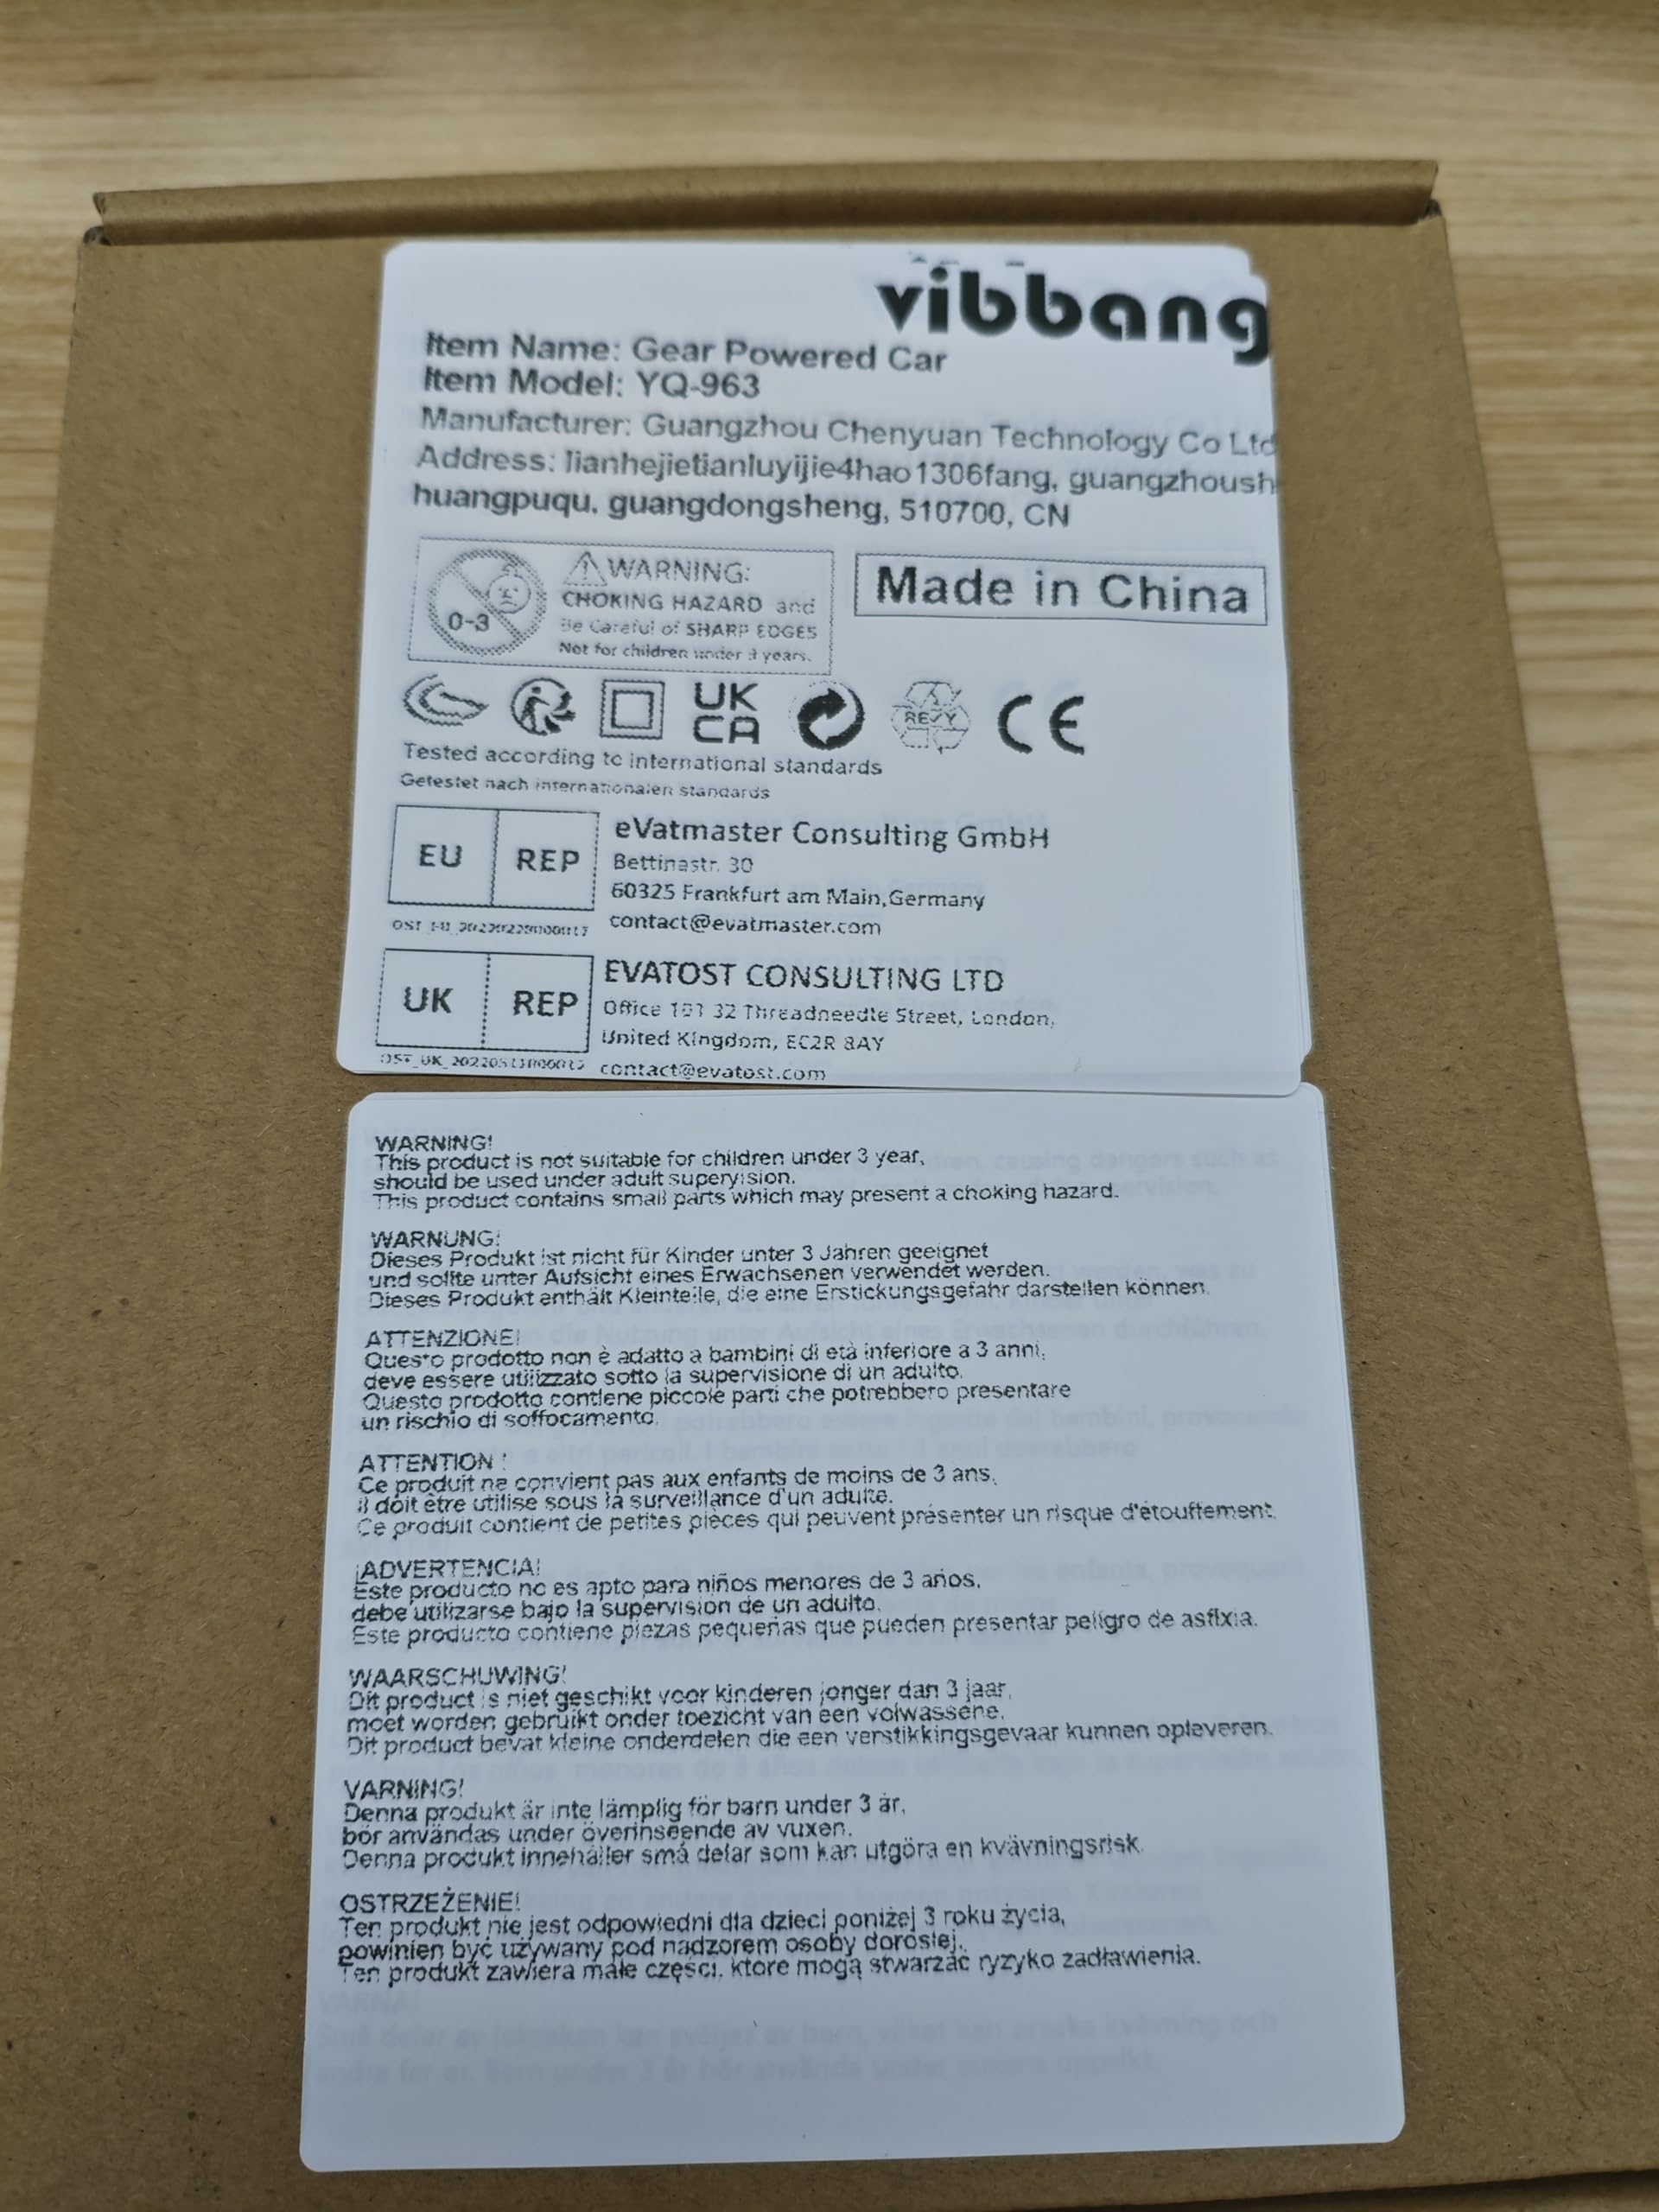 vibbang
Item Name: Gear Powered Car
Item Model: YQ-963
Manufacturer: Guangzhou Chenyuan Technology Co Ltd
Address: lianhejietianluyijie4hao1306fang, guangzhoush
huangpuqu, guangdongsheng, 510700, CN
0-3
WARNING:
CHOKING HAZARD and
Be Careful of SHARP EDGES
Not for children under 3 years.
Made in China
UK
CA
CE
Tested according to international standards
Getestet nach internationalen standards
EU REP
eVatmaster Consulting GmbH
Bettinastr. 30
60325 Frankfurt am Main,Germany
contact@evatmaster.com
UK REP
EVATOST CONSULTING LTD
Office 32 Threadneedle Street, London,
United Kingdom, EC2R 8AY
contact@evatost.com
WARNING!
This product is not suitable for children under 3 year,
should be used under adult supervision.
This product contains small parts which may present a choking hazard.
WARNUNG!
Dieses Produkt ist nicht für Kinder unter 3 Jahren geeignet
und sollte unter Aufsicht eines Erwachsenen verwendet werden.
Dieses Produkt enthält Kleinteile, die eine Erstickungsgefahr darstellen können.
ATTENZIONE!
Questo prodotto non è adatto a bambini di età inferiore a 3 anni,
deve essere utilizzato sotto la supervisione di un adulto.
Questo prodotto contiene piccole parti che potrebbero presentare
un rischio di soffocamento.
ATTENTION !
Ce produit ne convient pas aux enfants de moins de 3 ans,
il doit être utilisé sous la surveillance d'un adulte.
Ce produit contient de petites pièces qui peuvent présenter un risque d'étouffement.
¡ADVERTENCIA!
Este producto no es apto para niños menores de 3 años,
debe utilizarse bajo la supervisión de un adulto.
Este producto contiene piezas pequeñas que pueden presentar peligro de asfixia.
WAARSCHUWING!
Dit product is niet geschikt voor kinderen jonger dan 3 jaar,
moet worden gebruikt onder toezicht van een volwassene.
Dit product bevat kleine onderdelen die een verstikkingsgevaar kunnen opleveren.
VARNING!
Denna produkt är inte lämplig för barn under 3 år,
bör användas under överinseende av vuxen.
Denna produkt innehåller små delar som kan utgöra en kvävningsrisk.
OSTRZEŻENIE!
Ten produkt nie jest odpowiedni dla dzieci poniżej 3 roku życia,
powinien być używany pod nadzorem osoby dorosłej.
Ten produkt zawiera małe części, które mogą stwarzać ryzyko zadławienia.